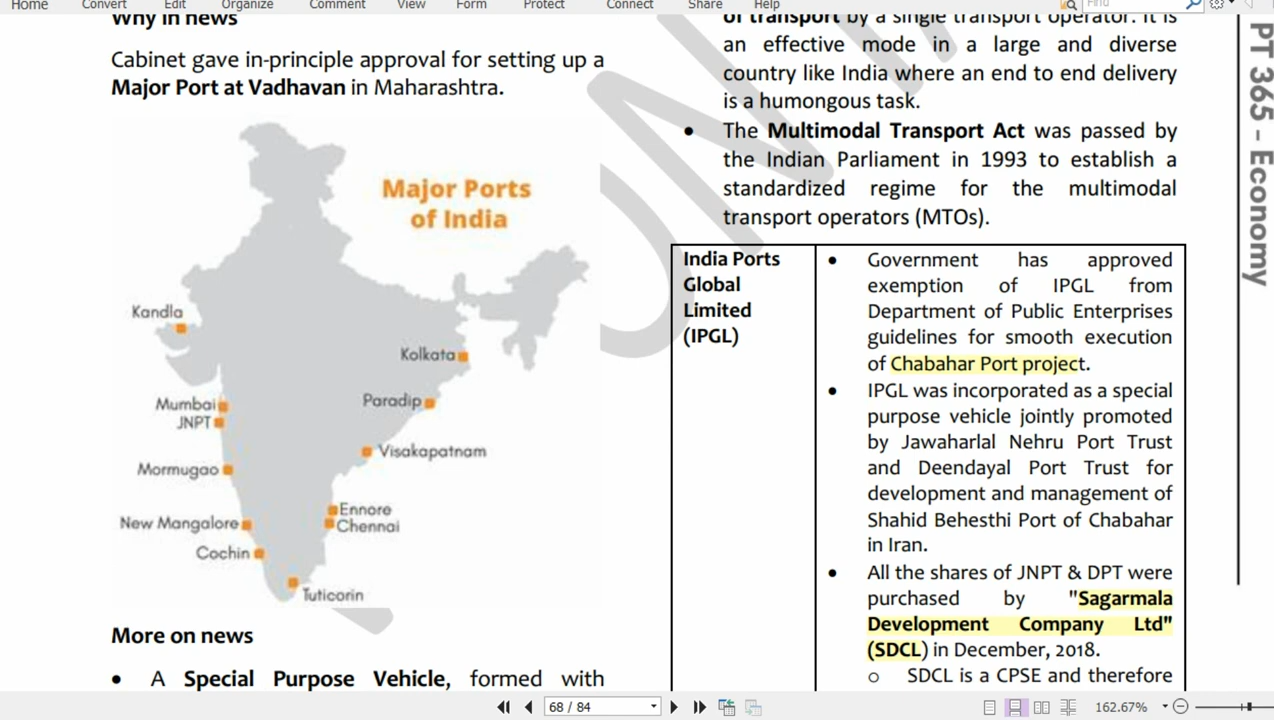 Home Convert Edit Organize Comment View Form Protect Connect Share Help Find
Why in news
Cabinet gave in-principle approval for setting up a
Major Port at Vadhavan in Maharashtra.
Major Ports
of India
Kandla
Kolkata
Paradip
Mumbai
JNPT
Visakapatnam
Mormugao
Ennore
New Mangalore
Chennai
Cochin
Tuticorin
More on news
• A Special Purpose Vehicle, formed with
of transport by a single transport operator. It is
an effective mode in a large and diverse
country like India where an end to end delivery
is a humongous task.
• The Multimodal Transport Act was passed by
the Indian Parliament in 1993 to establish a
standardized regime for the multimodal
transport operators (MTOs).
India Ports
Global
Limited
(IPGL)
• Government has approved
exemption of IPGL from
Department of Public Enterprises
guidelines for smooth execution
of Chabahar Port project.
• IPGL was incorporated as a special
purpose vehicle jointly promoted
by Jawaharlal Nehru Port Trust
and Deendayal Port Trust for
development and management of
Shahid Behesthi Port of Chabahar
in Iran.
• All the shares of JNPT & DPT were
purchased by "Sagarmala
Development Company Ltd"
(SDCL) in December, 2018.
o SDCL is a CPSE and therefore
PT 365 - Economy
68 / 84
162.67%